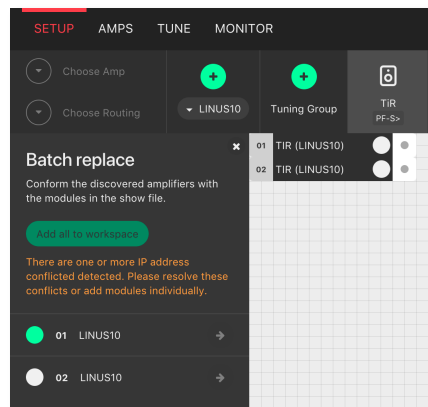 SETUP AMPS TUNE MONITOR
Choose Amp
Choose Routing
LINUS10
Tuning Group
TiR
PF-S>
Batch replace
Conform the discovered amplifiers with
the modules in the show file.
Add all to workspace
There are one or more IP address
conflicted detected. Please resolve these
conflicts or add modules individually.
01 LINUS10
02 LINUS10
01 TIR (LINUS10)
02 TIR (LINUS10)